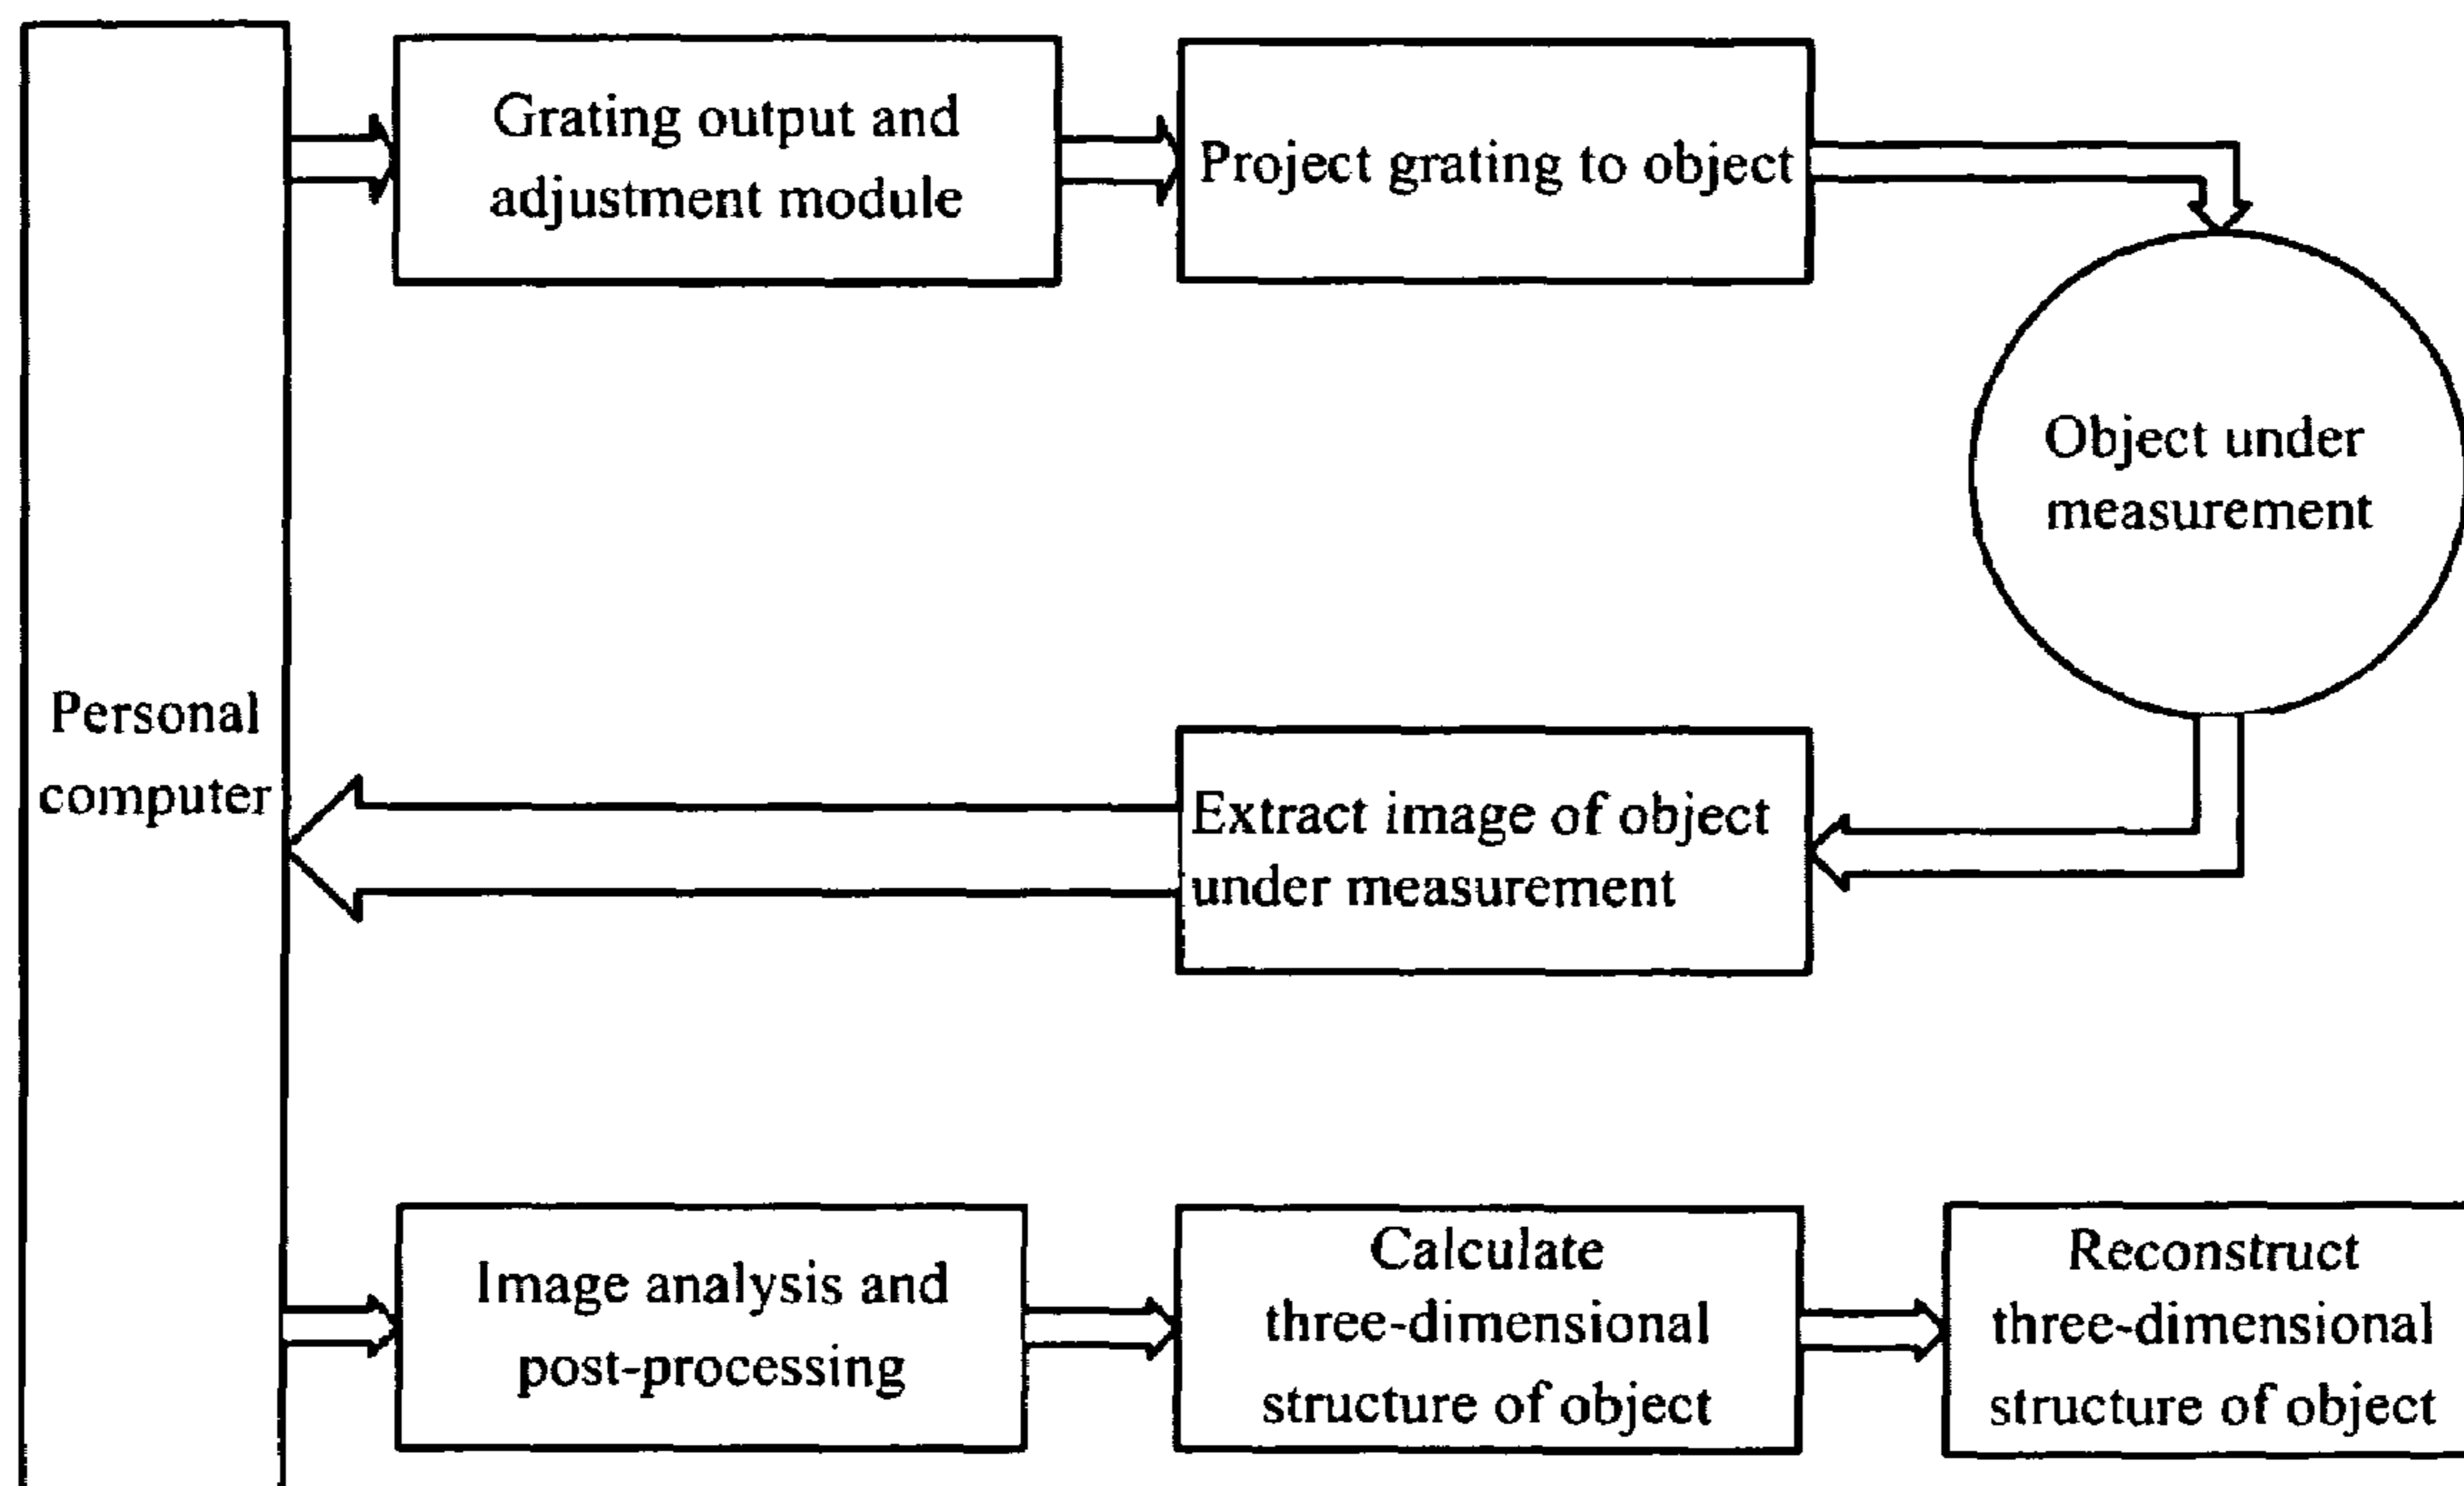 Grating output and
adjustment module
Project grating to object
Object under
measurement
Personal
computer
Extract image of object
under measurement
Image analysis and
post-processing
Calculate
three-dimensional
structure of object
Reconstruct
three-dimensional
structure of object